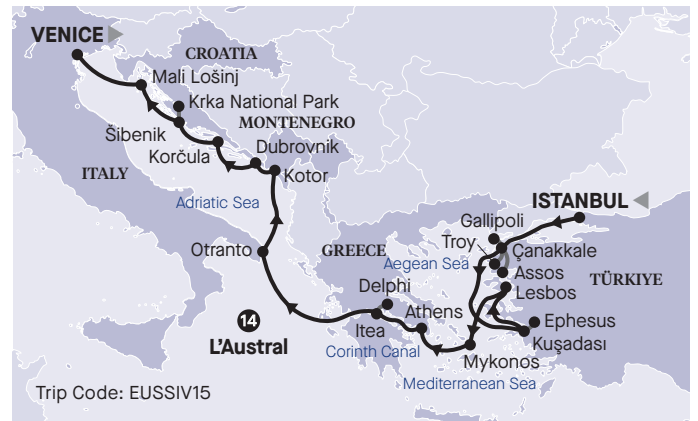 VENICE
CROATIA
Mali Lošinj
Krka National Park
MONTENEGRO
Šibenik
Dubrovnik
Korčula
Kotor
ITALY
ISTANBUL
Adriatic Sea
Gallipoli
Troy
Çanakkale
Otranto
GREECE
Aegean Sea
Assos
TÜRKIYE
Delphi
Lesbos
Athens
Ephesus
14
Itea
Kuşadası
L'Austral
Corinth Canal
Mykonos
Mediterranean Sea
Trip Code: EUSSIV15